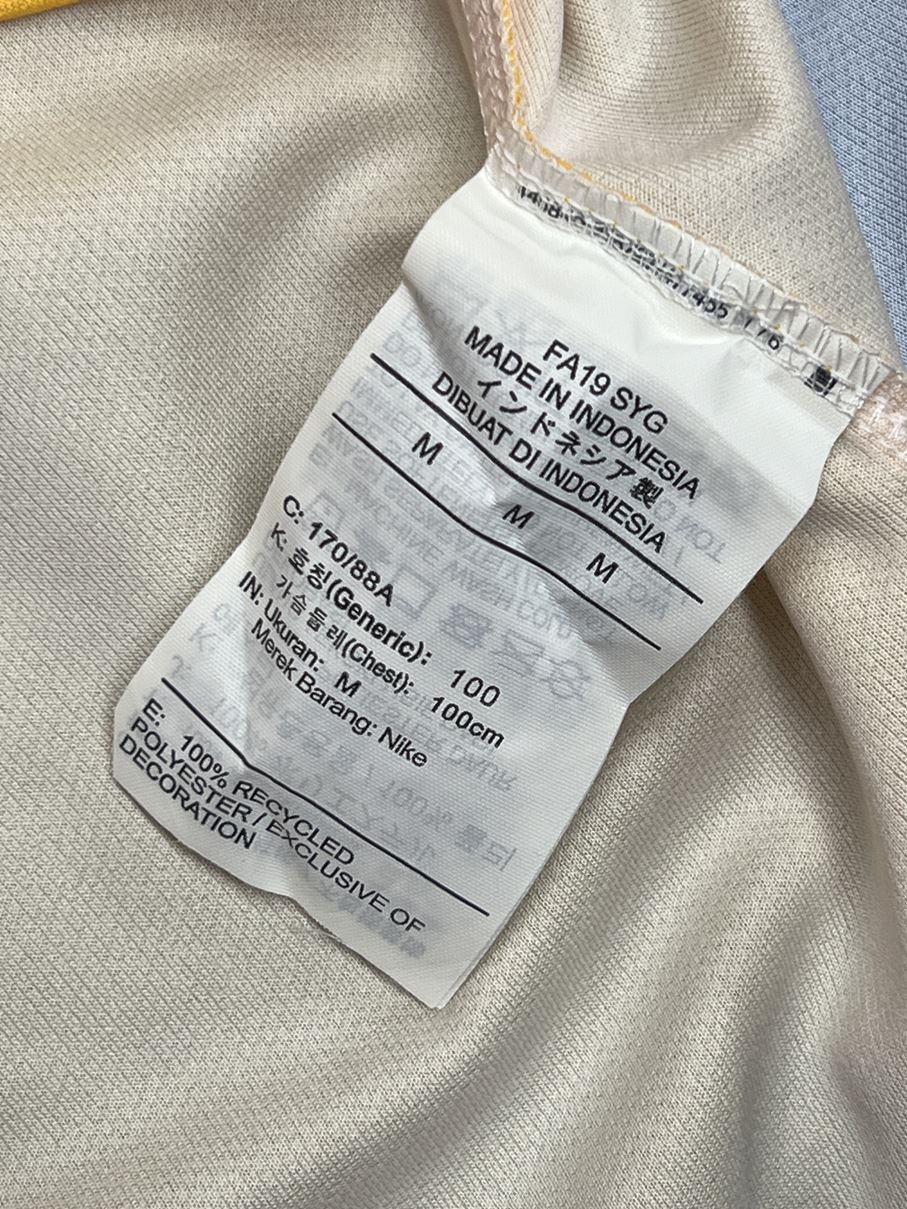 FA19 SYG
MADE IN INDONESIA
インドネシア製
DIBUAT DI INDONESIA
M M M
C: 170/88A
K: 호칭(Generic): 100
가슴둘레(Chest): 100cm
IN: Ukuran: M
Merek Barang: Nike
E: 100% RECYCLED
POLYESTER / EXCLUSIVE OF
DECORATION